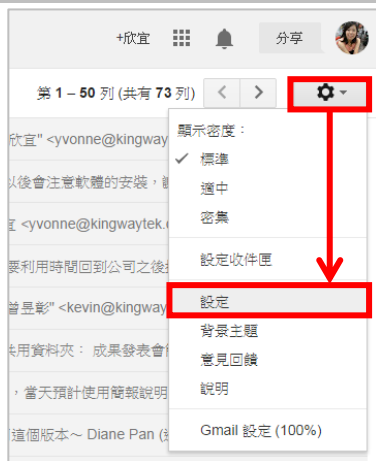 +欣宜 分享
第 1 – 50 列 (共有 73 列)
欣宜" <yvonne@kingway
顯示密度：
標準
以後會注意軟體的安裝，
適中
<yvonne@kingwaytek.
密集
要利用時間回到公司之後
設定收件匣
曾昱彰" <kevin@kingway
設定
背景主題
共用資料夾： 成果發表會
意見回饋
，當天預計使用簡報說明
說明
這個版本～ Diane Pan
Gmail 設定 (100%)